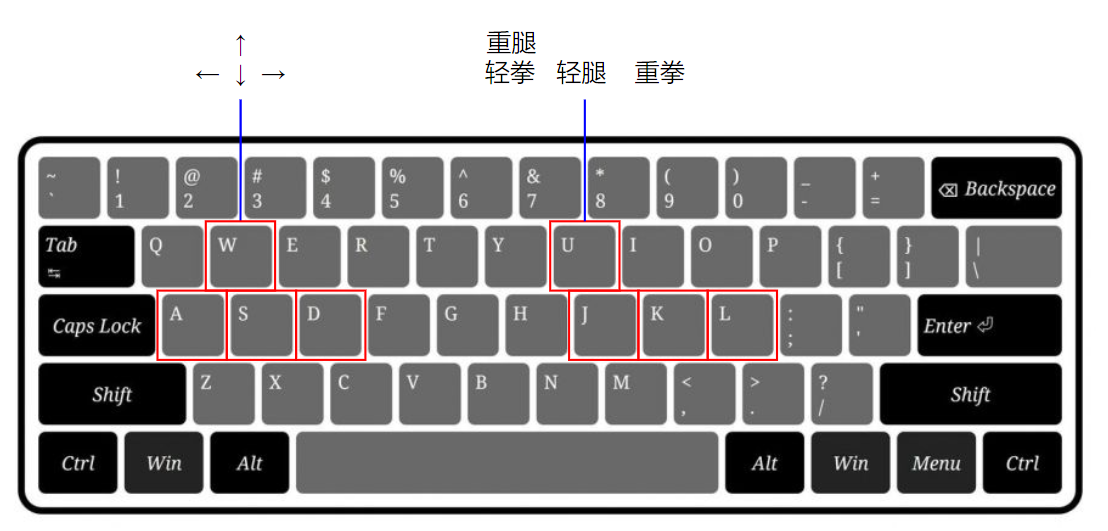 ↑
← ↓ →
重腿
轻拳 轻腿 重拳
~ ! @ # $ % ^ & * ( ) _ +
` 1 2 3 4 5 6 7 8 9 0 - = ⌫ Backspace
Tab Q W E R T Y U I O P { } |
↹ [ ] \
Caps Lock A S D F G H J K L : " Enter ⏎
; '
Shift Z X C V B N M < > ? Shift
, . /
Ctrl Win Alt Alt Win Menu Ctrl